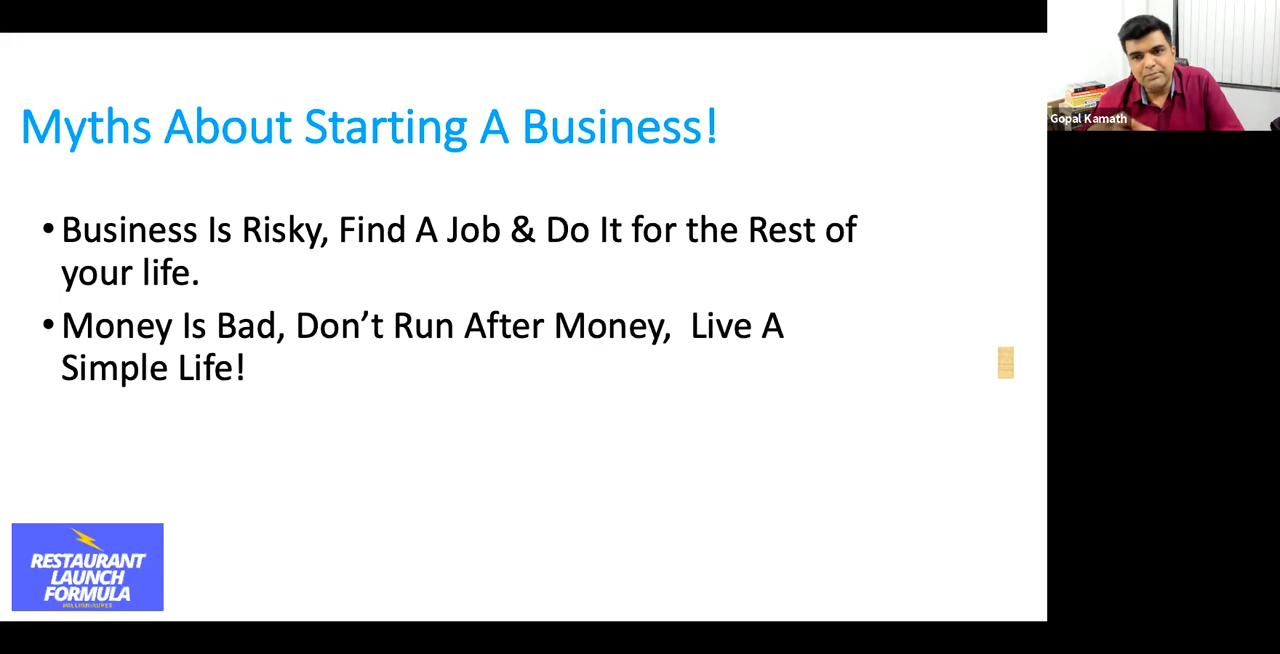 Myths About Starting A Business!
• Business Is Risky, Find A Job & Do It for the Rest of
your life.
• Money Is Bad, Don’t Run After Money,  Live A
Simple Life!
RESTAURANT
LAUNCH
FORMULA
Gopal Kamath